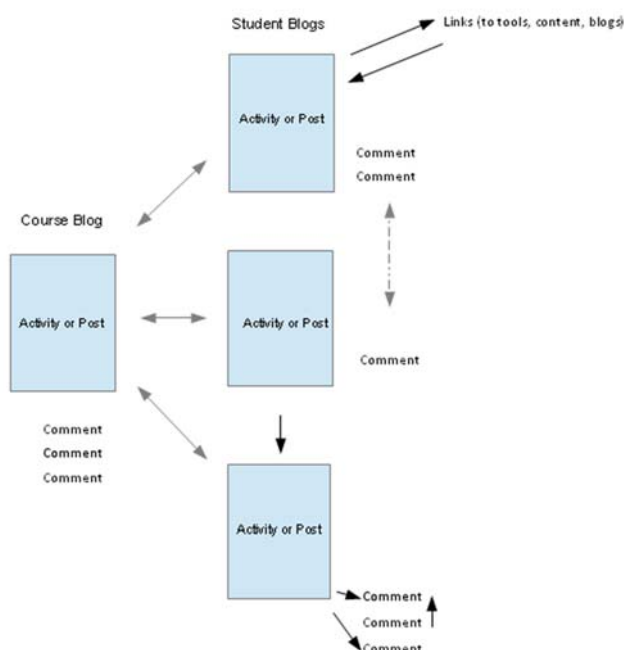 Student Blogs
Links (to tools, content, blogs)
Activity or Post
Comment
Comment
Course Blog
Activity or Post
Activity or Post
Comment
Comment
Comment
Comment
Activity or Post
Comment
Comment
Comment